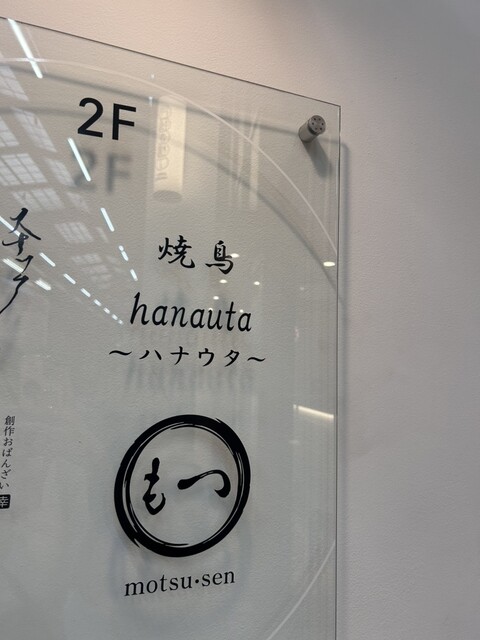 2F
焼鳥
hanauta
～ハナウタ～
もつ
motsu・sen
創作おばんざい
幸